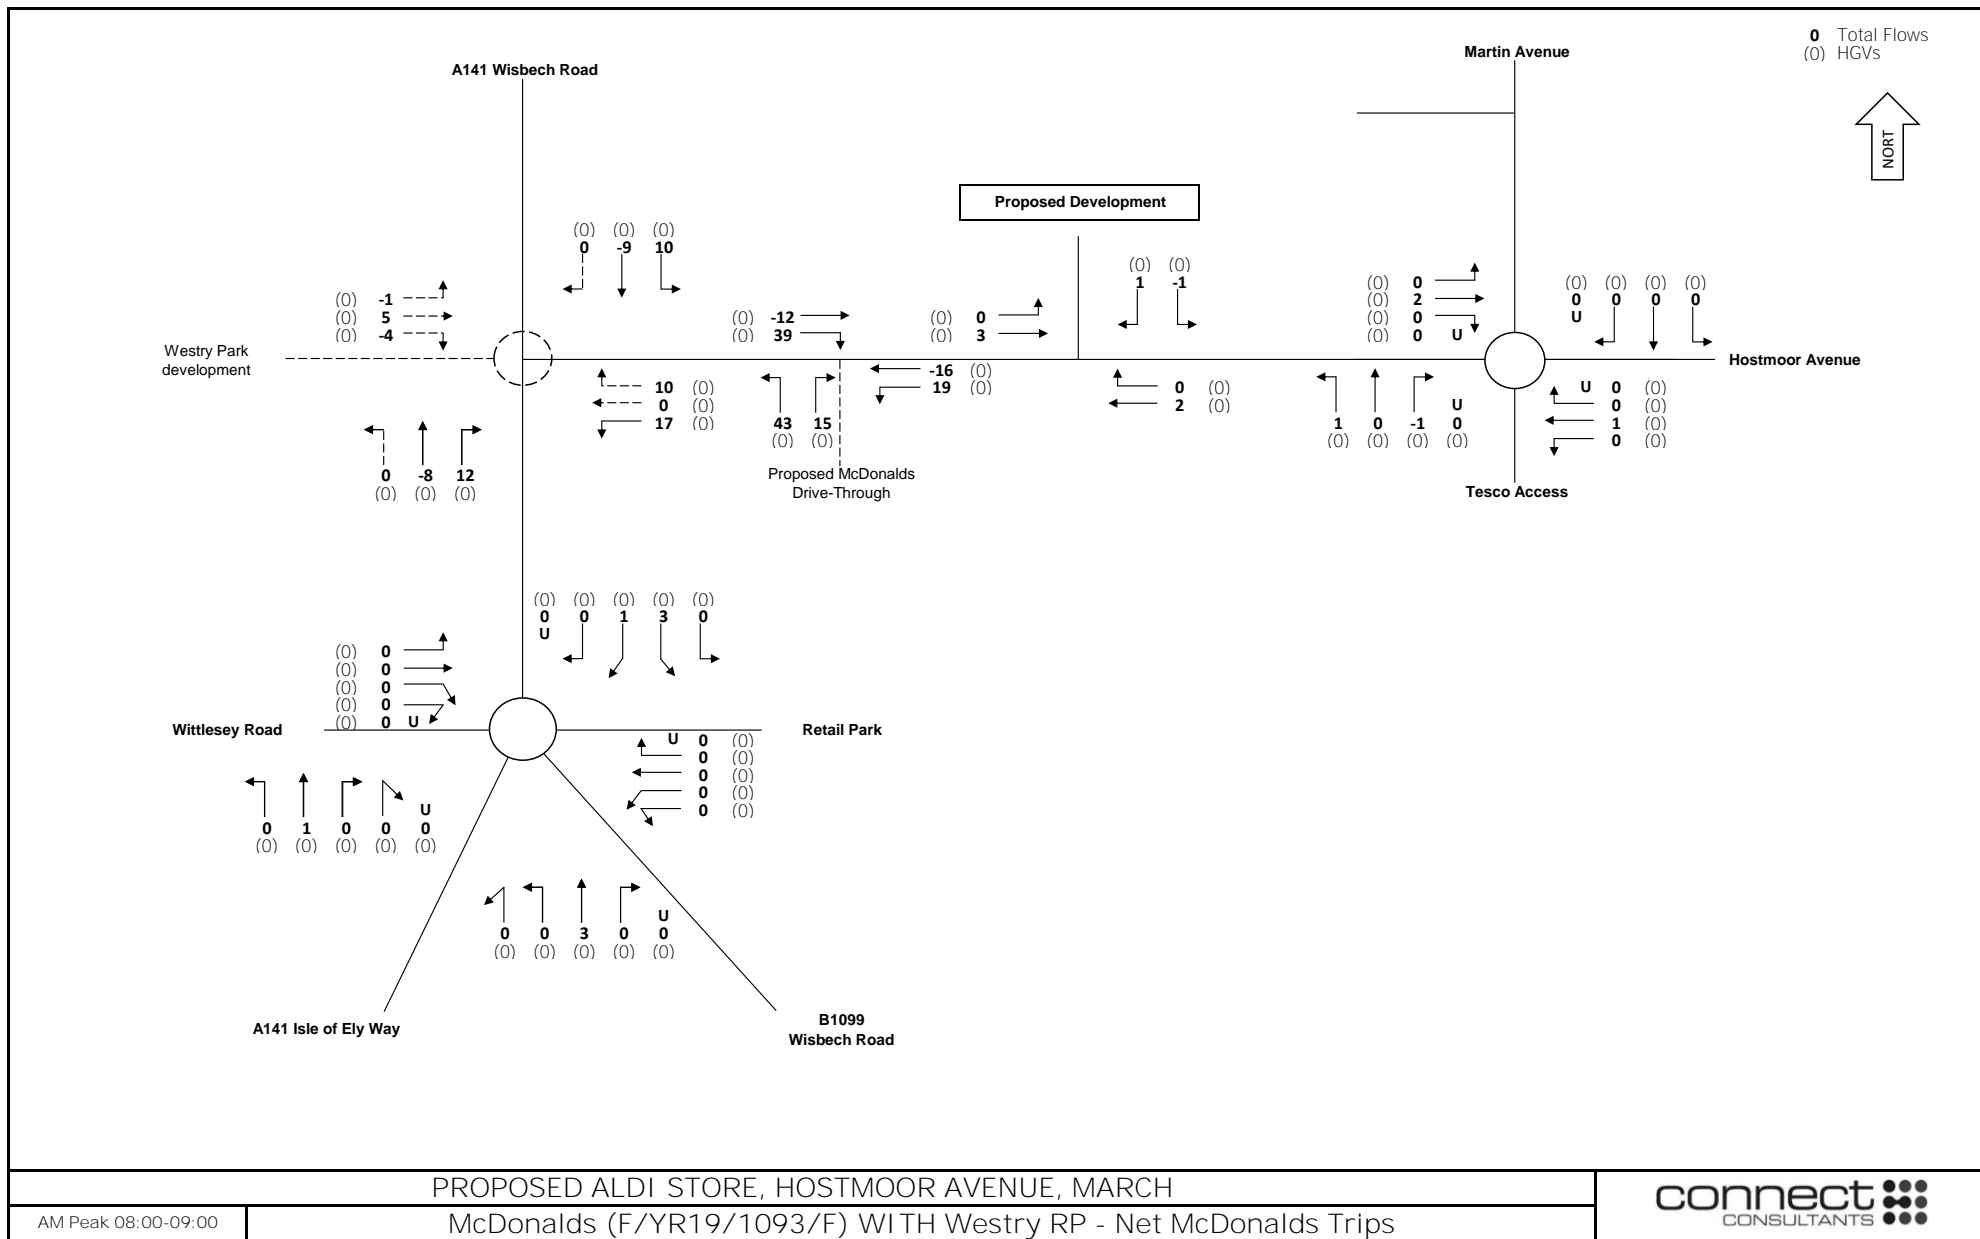 0 Total Flows
(0) HGVs
NORT
Martin Avenue
A141 Wisbech Road
Proposed Development
(0) (0) (0)
0 -9 10
(0) (0)
1 -1
(0) -1
(0) 5
(0) -4
(0) -12
(0) 39
(0) 0
(0) 3
(0) 0
(0) 2
(0) 0
(0) 0 U
(0) (0) (0) (0)
0 0 0 0
U
Westry Park
development
Hostmoor Avenue
10 (0)
0 (0)
17 (0)
43 15
(0) (0)
-16 (0)
19 (0)
0 (0)
2 (0)
U
1 0 -1 0
(0) (0) (0) (0)
U 0 (0)
0 (0)
1 (0)
0 (0)
0 -8 12
(0) (0) (0)
Proposed McDonalds
Drive-Through
Tesco Access
(0) (0) (0) (0) (0)
0 0 1 3 0
U
(0) 0
(0) 0
(0) 0
(0) 0
(0) 0 U
Wittlesey Road
Retail Park
U 0 (0)
0 (0)
0 (0)
0 (0)
0 (0)
U
0 1 0 0 0
(0) (0) (0) (0) (0)
U
0 0 3 0 0
(0) (0) (0) (0) (0)
A141 Isle of Ely Way
B1099
Wisbech Road
PROPOSED ALDI STORE, HOSTMOOR AVENUE, MARCH
AM Peak 08:00-09:00
McDonalds (F/YR19/1093/F) WITH Westry RP - Net McDonalds Trips
connect
CONSULTANTS